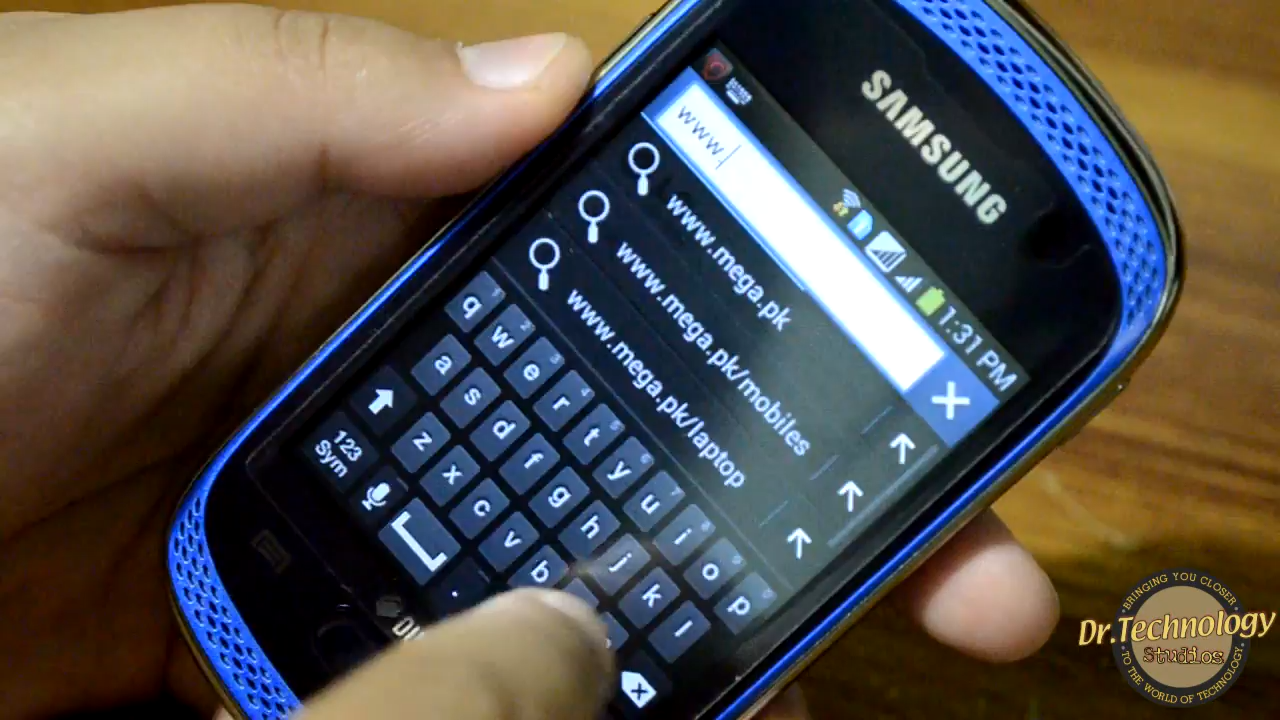 SAMSUNG
1:31 PM
www.
www.mega.pk
www.mega.pk/mobiles
www.mega.pk/laptop
q w e r t y u i o p
a s d f g h j k l
z x c v b
123
Sym
.
BRINGING YOU CLOSER
Dr.Technology
Studios
TO THE WORLD OF TECHNOLOGY